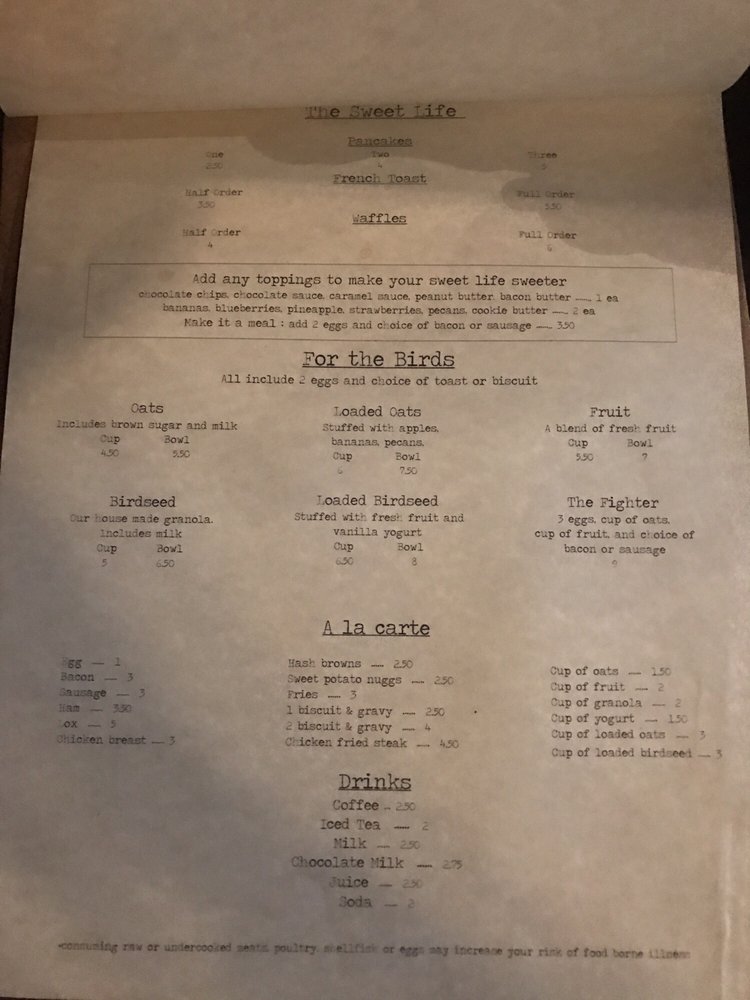 The Sweet Life
Pancakes
One Two Three
2.50 4 5
French Toast
Half Order Full Order
3.50 5.50
Waffles
Half Order Full Order
4 6
Add any toppings to make your sweet life sweeter
chocolate chips, chocolate sauce, caramel sauce, peanut butter, bacon butter ---- 1 ea
bananas, blueberries, pineapple, strawberries, pecans, cookie butter ---- 2 ea
Make it a meal : add 2 eggs and choice of bacon or sausage ---- 3.50
For the Birds
All include 2 eggs and choice of toast or biscuit
Oats
Includes brown sugar and milk
Cup Bowl
4.50 5.50
Loaded Oats
Stuffed with apples,
bananas, pecans,
Cup Bowl
6 7.50
Fruit
A blend of fresh fruit
Cup Bowl
5.50 7
Birdseed
Our house made granola.
Includes milk
Cup Bowl
5 6.50
Loaded Birdseed
Stuffed with fresh fruit and
vanilla yogurt
Cup Bowl
6.50 8
The Fighter
3 eggs, cup of oats,
cup of fruit, and choice of
bacon or sausage
9
A la carte
Egg -- 1
Bacon -- 3
Sausage -- 3
Ham -- 3.50
Lox -- 5
Chicken breast -- 3
Hash browns -- 2.50
Sweet potato nuggs -- 2.50
Fries -- 3
1 biscuit & gravy -- 2.50
2 biscuit & gravy -- 4
Chicken fried steak -- 4.50
Cup of oats -- 1.50
Cup of fruit -- 2
Cup of granola -- 2
Cup of yogurt -- 1.50
Cup of loaded oats -- 3
Cup of loaded birdseed -- 3
Drinks
Coffee -- 2.50
Iced Tea -- 2
Milk -- 2.50
Chocolate Milk -- 2.75
Juice -- 2.50
Soda -- 2
*consuming raw or undercooked meats, poultry, shellfish or eggs may increase your risk of food borne illness